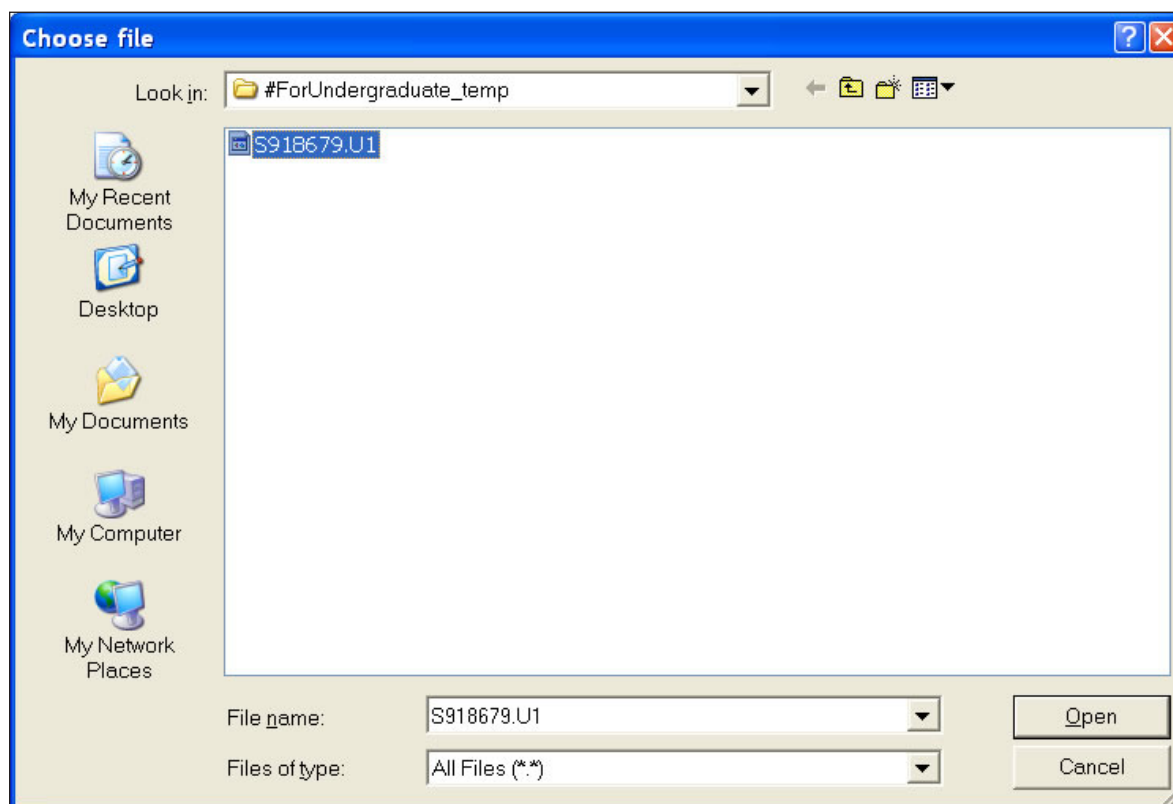 Choose file
Look in:
#ForUndergraduate_temp
S918679.U1
My Recent
Documents
Desktop
My Documents
My Computer
My Network
Places
File name:
S918679.U1
Open
Files of type:
All Files (*.*)
Cancel